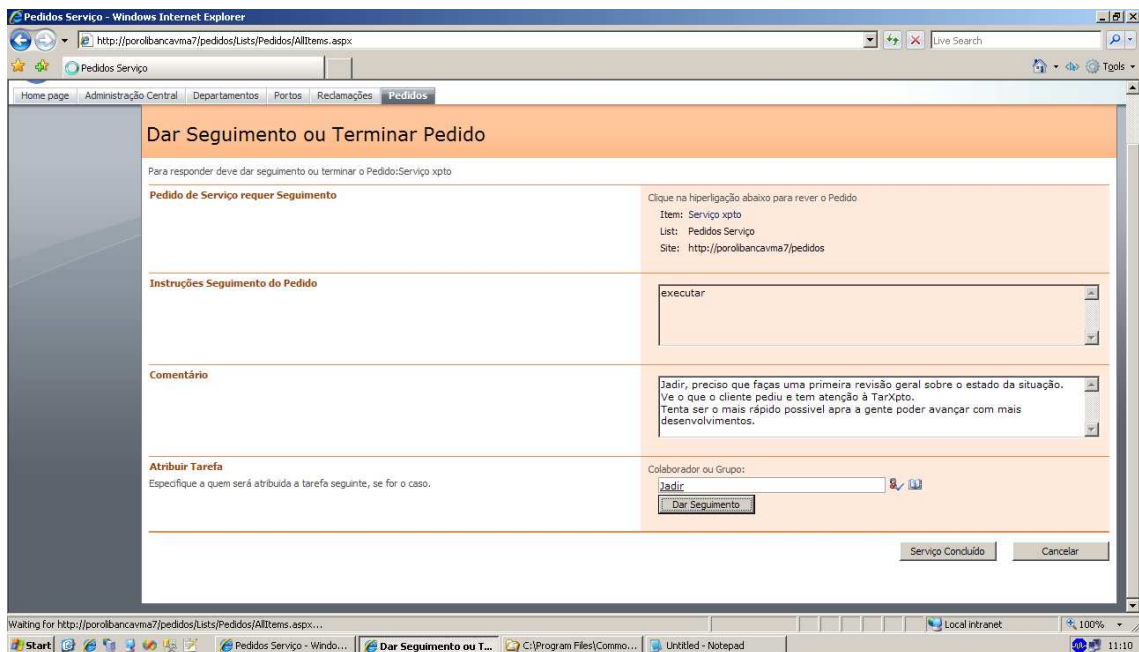 Pedidos Serviço - Windows Internet Explorer
http://porolibancavma7/pedidos/Lists/Pedidos/AllItems.aspx
Live Search
Pedidos Serviço
Tools
Home page Administração Central Departamentos Portos Reclamações Pedidos
Dar Seguimento ou Terminar Pedido
Para responder deve dar seguimento ou terminar o Pedido:Serviço xpto
Pedido de Serviço requer Seguimento
Clique na hiperligação abaixo para rever o Pedido
Item: Serviço xpto
List: Pedidos Serviço
Site: http://porolibancavma7/pedidos
Instruções Seguimento do Pedido
executar
Comentário
Jadir, preciso que faças uma primeira revisão geral sobre o estado da situação.
Ve o que o cliente pediu e tem atenção à TarXpto.
Tenta ser o mais rápido possivel apra a gente poder avançar com mais
desenvolvimentos.
Atribuir Tarefa
Especifique a quem será atribuida a tarefa seguinte, se for o caso.
Colaborador ou Grupo:
Jadir
Dar Seguimento
Serviço Concluído Cancelar
Waiting for http://porolibancavma7/pedidos/Lists/Pedidos/AllItems.aspx...
Local intranet 100%
Start Pedidos Serviço - Windo... Dar Seguimento ou T... C:\Program Files\Commo... Untitled - Notepad 11:10